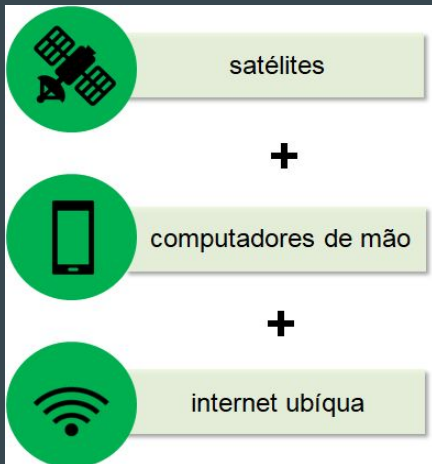 satélites
+
computadores de mão
+
internet ubíqua